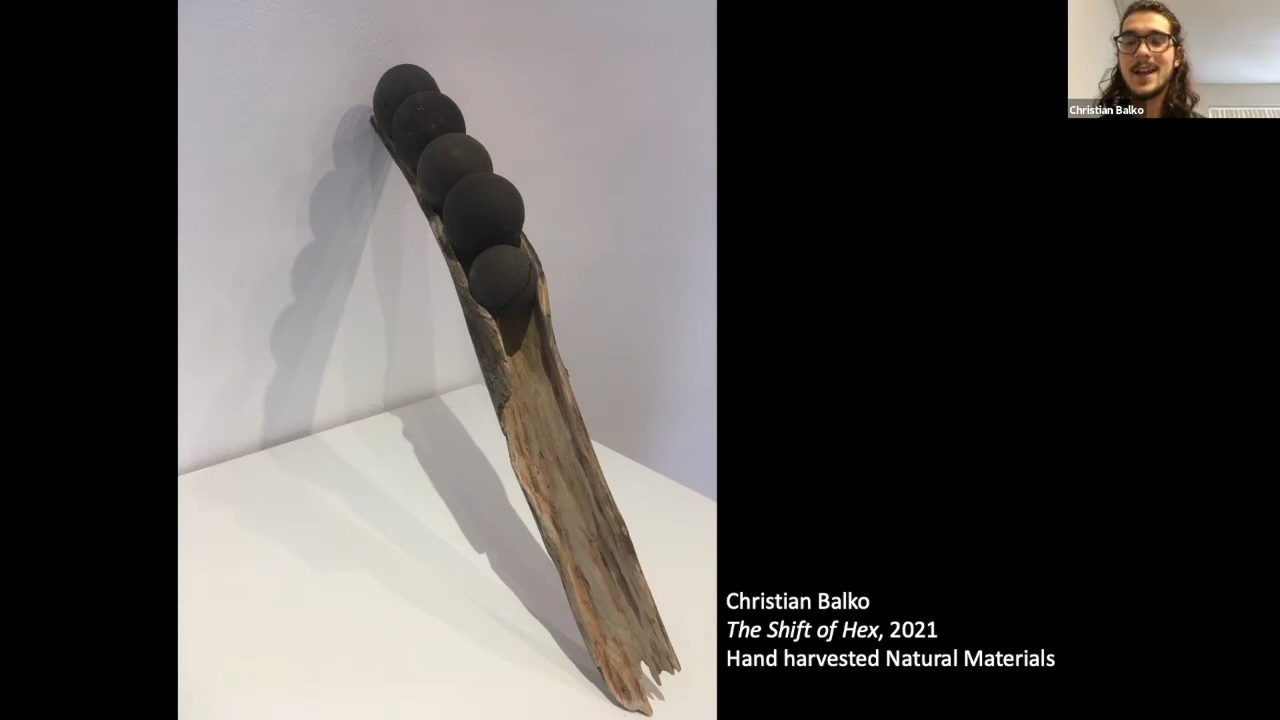 Christian Balko
Christian Balko
The Shift of Hex, 2021
Hand harvested Natural Materials